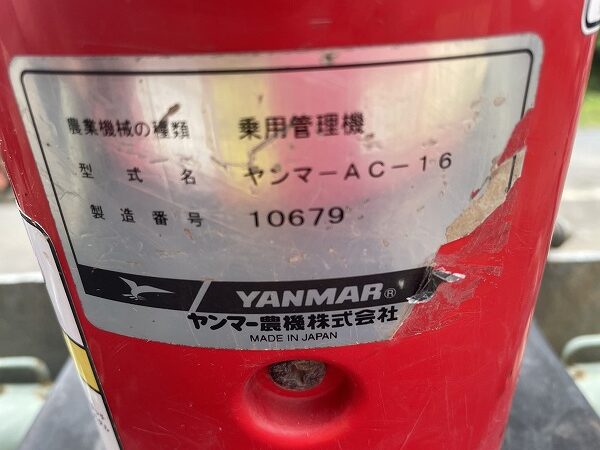 農業機械の種類 乗用管理機
型式名 ヤンマーAC-16
製造番号 10679
YANMAR®
ヤンマー農機株式会社
MADE IN JAPAN